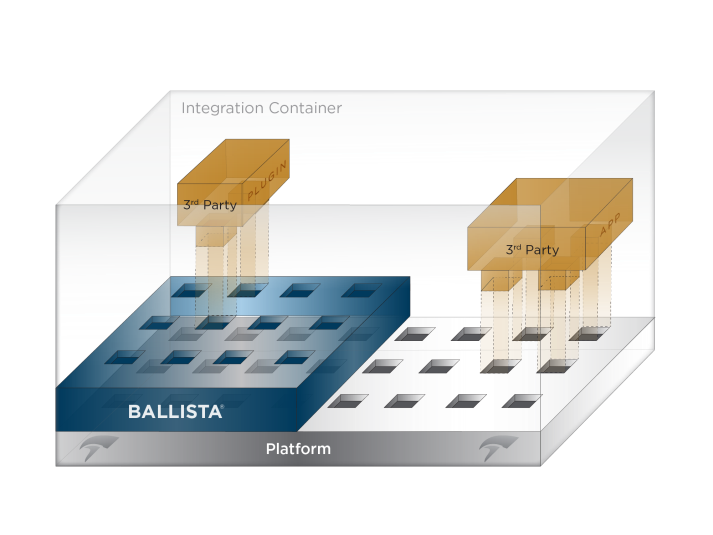 Integration Container
PLUGIN
3rd Party
APP
3rd Party
BALLISTA®
Platform